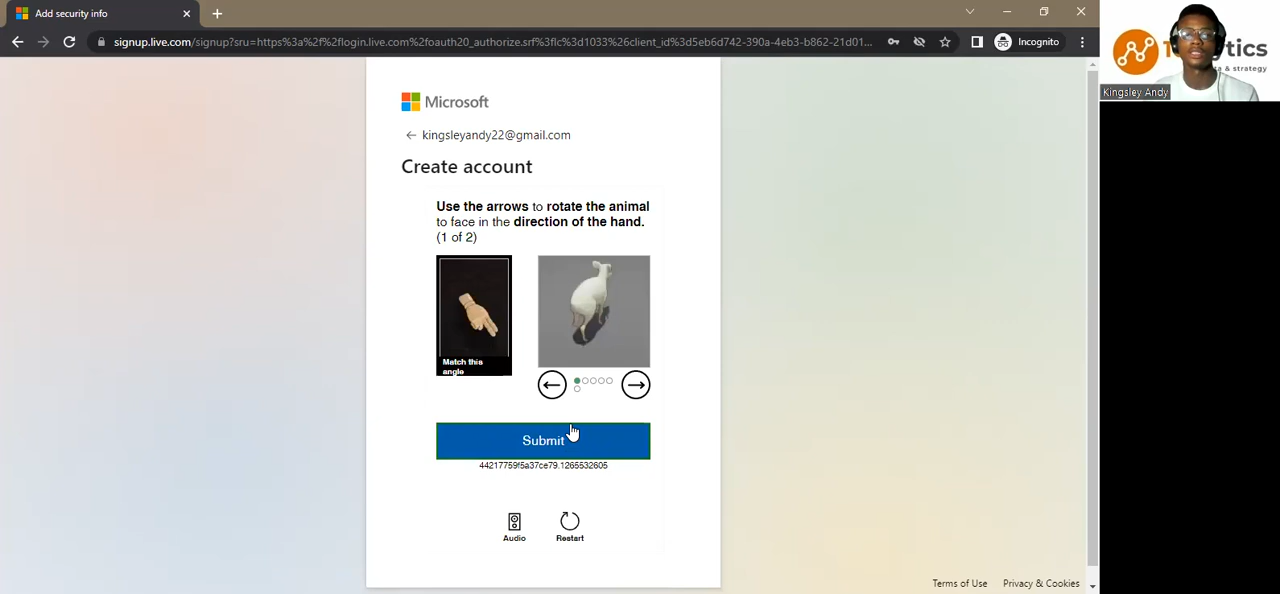 Add security info
signup.live.com/signup?sru=https%3a%2f%2flogin.live.com%2foauth20_authorize.srf%3flc%3d1033%26client_id%3d5eb6d742-390a-4eb3-b862-21d01...
Incognito
Microsoft
kingsleyandy22@gmail.com
Create account
Use the arrows to rotate the animal
to face in the direction of the hand.
(1 of 2)
Match this
angle
Submit
44217759f5a37ce79.1265532605
Audio
Restart
Terms of Use
Privacy & Cookies
tics
a & strategy
Kingsley Andy